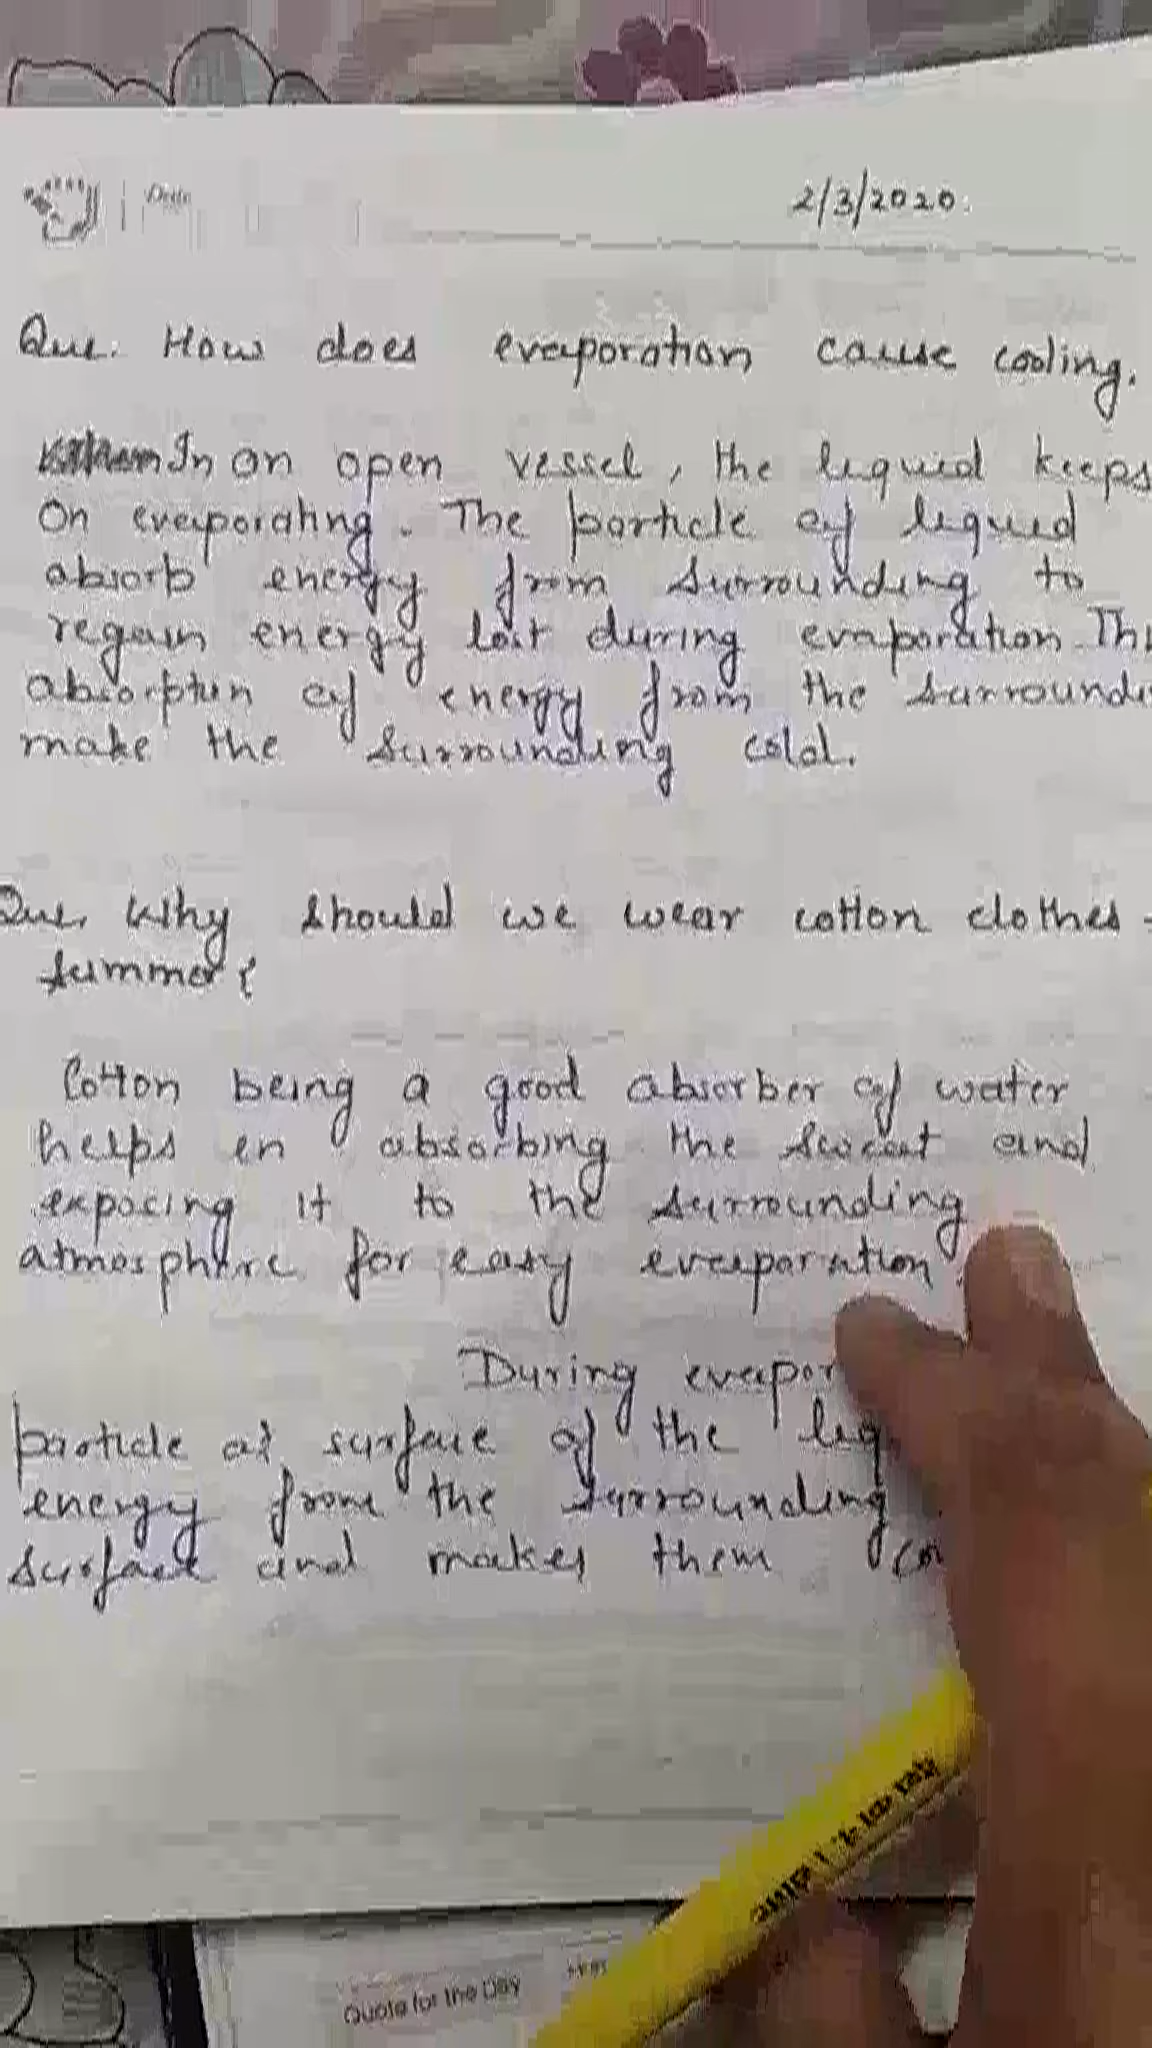 Date
2/3/2020.
Que. How does evaporation cause cooling.
In an open vessel, the liquid keeps
On evaporating. The particle of liquid
absorb energy from surrounding to
regain energy lost during evaporation. Thi
absorptun of energy from the surroundi
make the surrounding cold.
Que. Why should we wear cotton clothes
summer?
Cotton being a good absorber of water
helps in absorbing the sweat and
exposing it to the surrounding
atmosphere for easy evaporation
During evapor
particle at surface of the liq
energy from the surrounding
surface and makes them
Quote for the Day